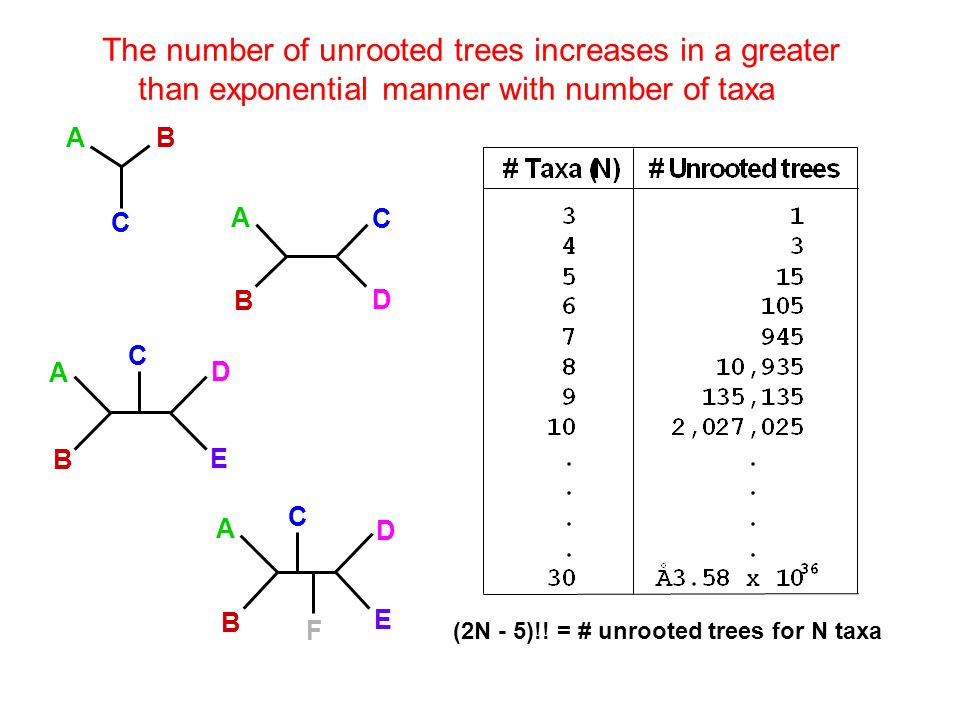 The number of unrooted trees increases in a greater
than exponential manner with number of taxa
A B
C
A C
B D
C
A D
B E
C
A D
B E
F
# Taxa (N) # Unrooted trees
3 1
4 3
5 15
6 105
7 945
8 10,935
9 135,135
10 2,027,025
. .
. .
. .
. .
30 Å3.58 x 10³⁶
(2N - 5)!! = # unrooted trees for N taxa